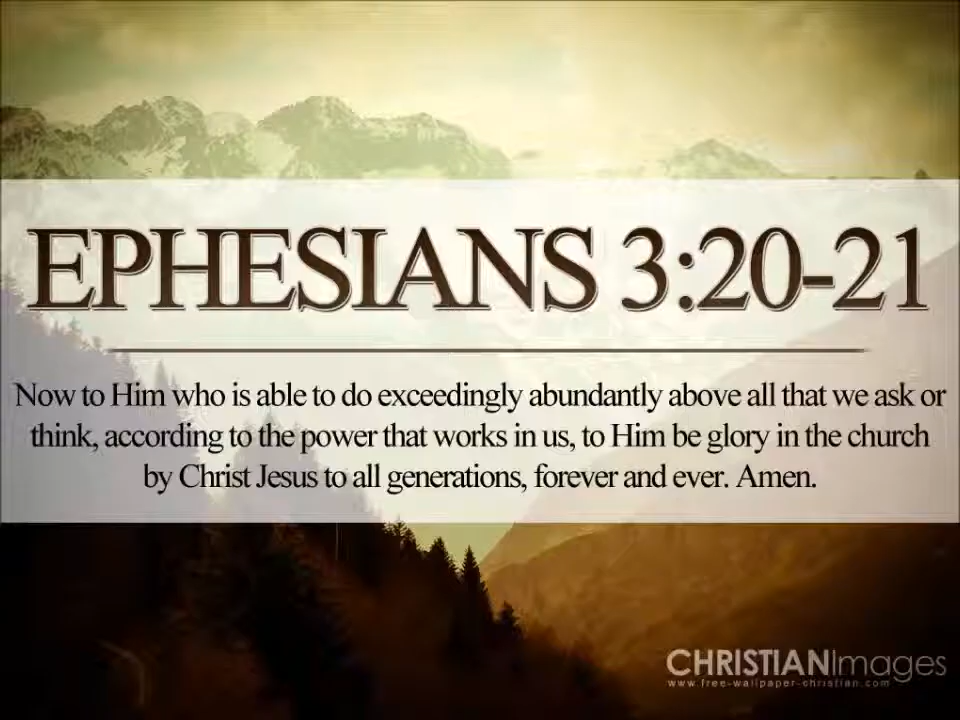 EPHESIANS 3:20-21
Now to Him who is able to do exceedingly abundantly above all that we ask or
think, according to the power that works in us, to Him be glory in the church
by Christ Jesus to all generations, forever and ever. Amen.
CHRISTIANImages
www.free-wallpaper-christian.com